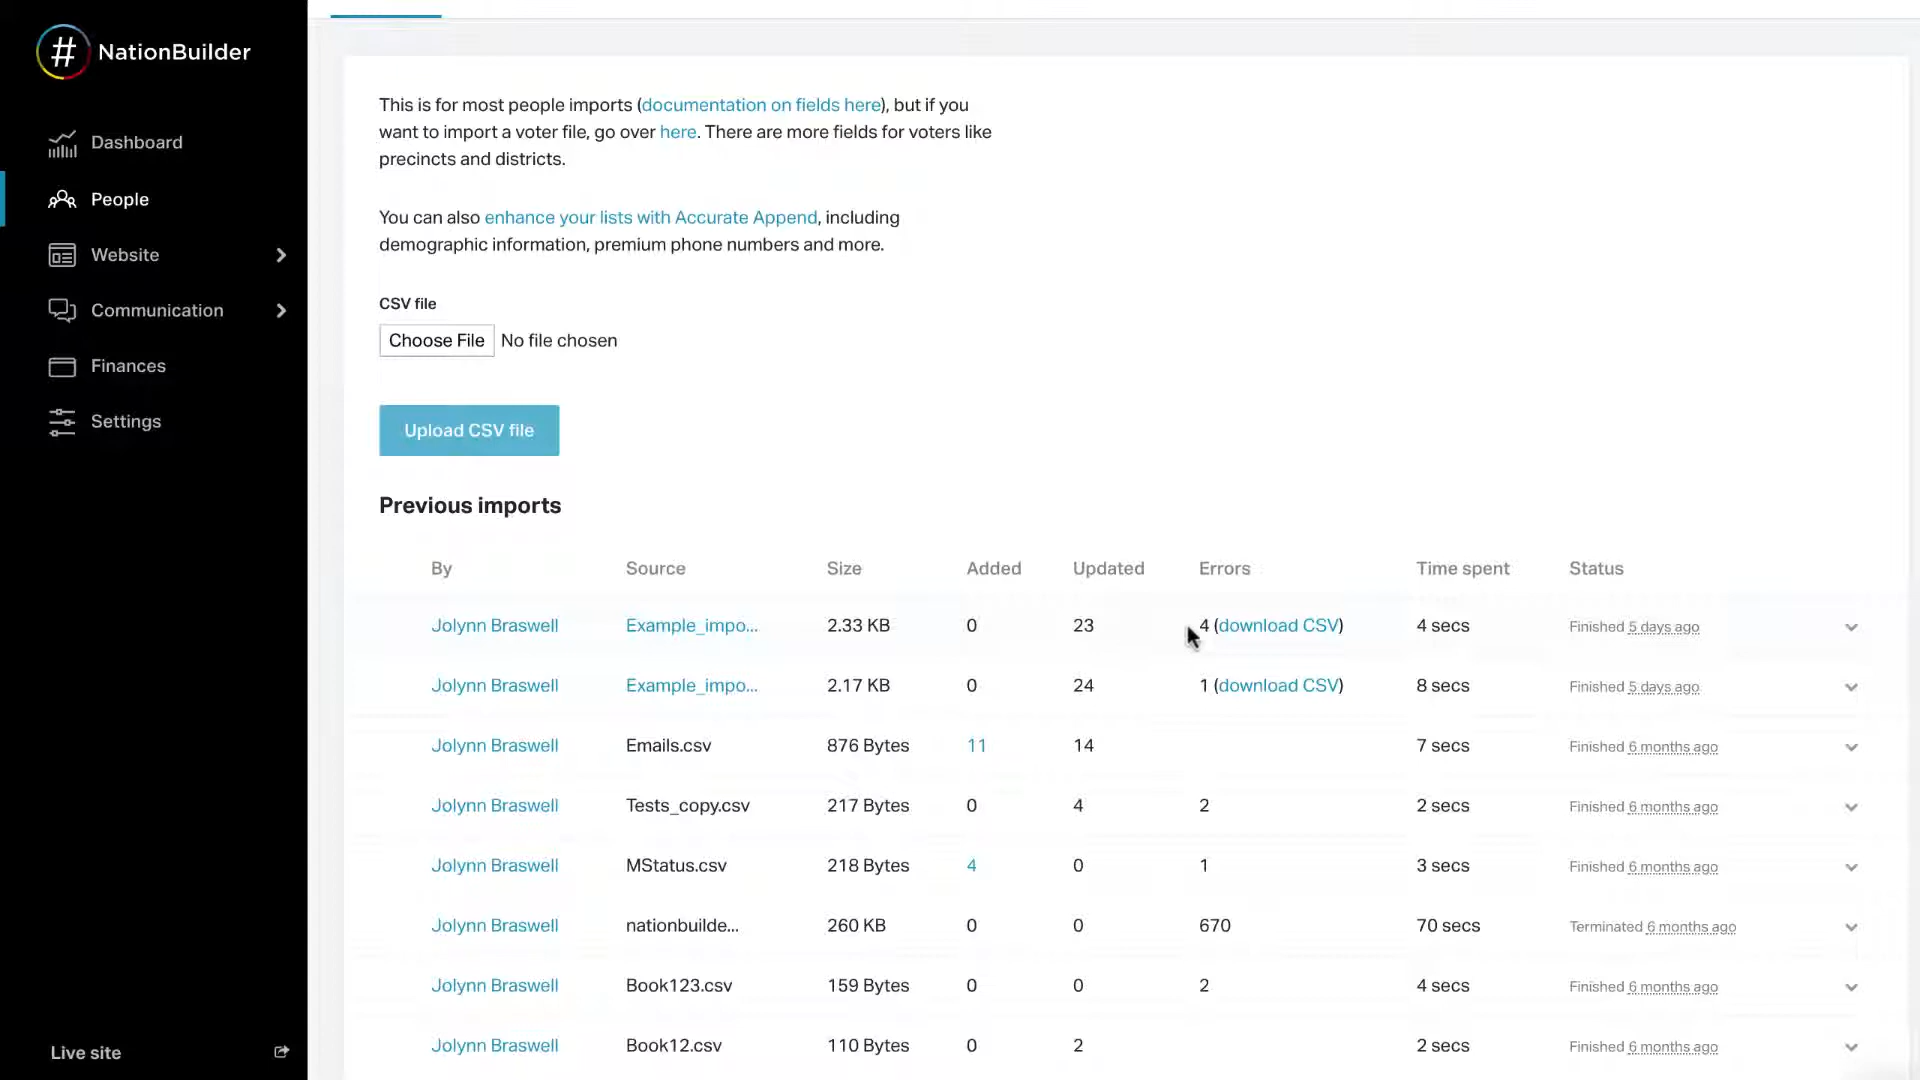 # NationBuilder
Dashboard
People
Website
Communication
Finances
Settings
Live site
This is for most people imports (documentation on fields here), but if you
want to import a voter file, go over here. There are more fields for voters like
precincts and districts.
You can also enhance your lists with Accurate Append, including
demographic information, premium phone numbers and more.
CSV file
Choose File No file chosen
Upload CSV file
Previous imports
By Source Size Added Updated Errors Time spent Status
Jolynn Braswell Example_impo... 2.33 KB 0 23 4 (download CSV) 4 secs Finished 5 days ago
Jolynn Braswell Example_impo... 2.17 KB 0 24 1 (download CSV) 8 secs Finished 5 days ago
Jolynn Braswell Emails.csv 876 Bytes 11 14 7 secs Finished 6 months ago
Jolynn Braswell Tests_copy.csv 217 Bytes 0 4 2 2 secs Finished 6 months ago
Jolynn Braswell MStatus.csv 218 Bytes 4 0 1 3 secs Finished 6 months ago
Jolynn Braswell nationbuilde... 260 KB 0 0 670 70 secs Terminated 6 months ago
Jolynn Braswell Book123.csv 159 Bytes 0 0 2 4 secs Finished 6 months ago
Jolynn Braswell Book12.csv 110 Bytes 0 2 2 secs Finished 6 months ago